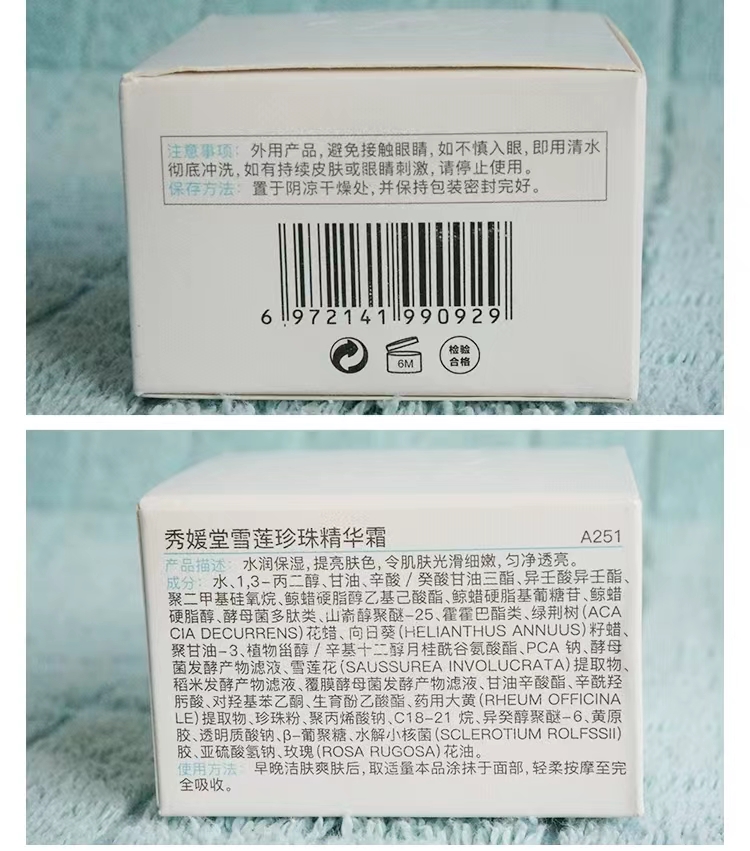 注意事项：外用产品，避免接触眼睛，如不慎入眼，即用清水
彻底冲洗，如有持续皮肤或眼睛刺激，请停止使用。
保存方法：置于阴凉干燥处，并保持包装密封完好。
6 972141 990929
6M
检验
合格
秀媛堂雪莲珍珠精华霜
A251
产品描述：水润保湿，提亮肤色，令肌肤光滑细嫩，匀净透亮。
成分：水、1,3-丙二醇、甘油、辛酸/癸酸甘油三酯、异壬酸异壬酯、
聚二甲基硅氧烷、鲸蜡硬脂醇乙基己酸酯、鲸蜡硬脂基葡糖苷、鲸蜡
硬脂醇、酵母菌多肽类、山嵛醇聚醚-25、霍霍巴酯类、绿荆树(ACA
CIA DECURRENS)花蜡、向日葵(HELIANTHUS ANNUUS)籽蜡、
聚甘油-3、植物甾醇/辛基十二醇月桂酰谷氨酸酯、PCA 钠、酵母
菌发酵产物滤液、雪莲花(SAUSSUREA INVOLUCRATA)提取物、
稻米发酵产物滤液、覆膜酵母菌发酵产物滤液、甘油辛酸酯、辛酰羟
肟酸、对羟基苯乙酮、生育酚乙酸酯、药用大黄(RHEUM OFFICINA
LE)提取物、珍珠粉、聚丙烯酸钠、C18-21 烷、异癸醇聚醚-6、黄原
胶、透明质酸钠、β-葡聚糖、水解小核菌(SCLEROTIUM ROLFSSII)
胶、亚硫酸氢钠、玫瑰(ROSA RUGOSA)花油。
使用方法：早晚洁肤爽肤后，取适量本品涂抹于面部，轻柔按摩至完
全吸收。